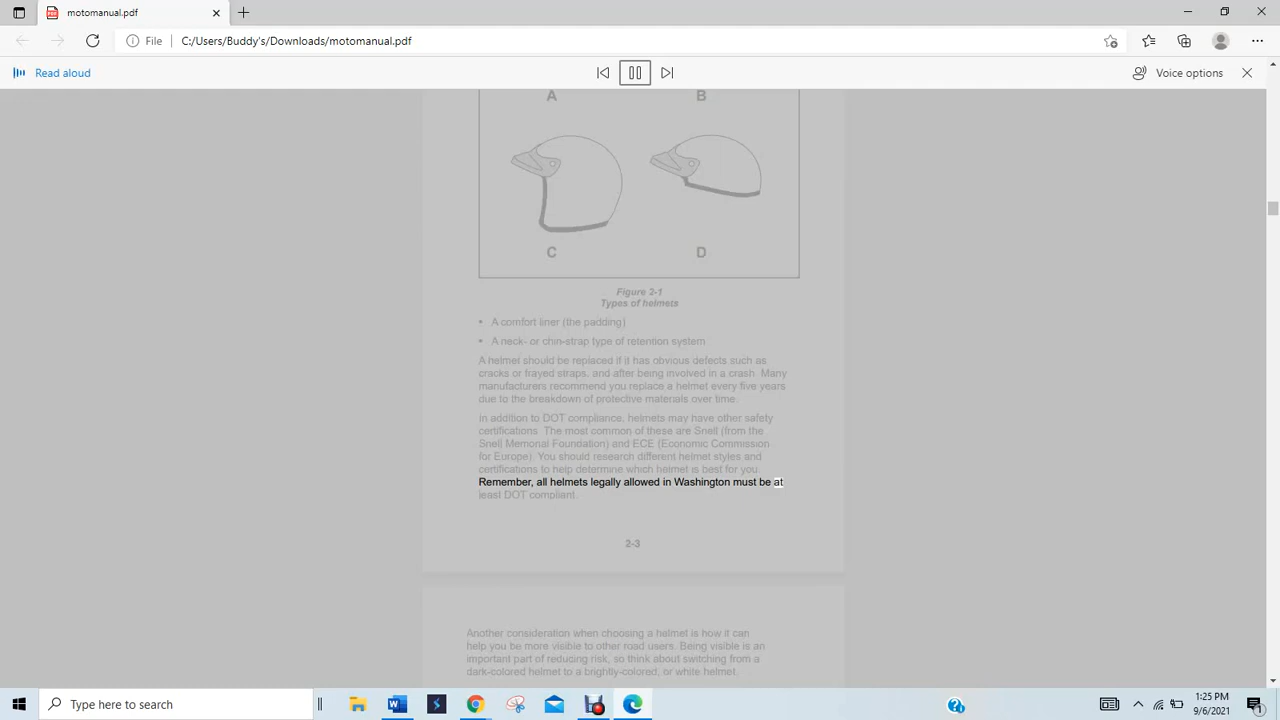 motomanual.pdf
File
C:/Users/Buddy's/Downloads/motomanual.pdf
Read aloud
Voice options
A
B
C
D
Figure 2-1
Types of helmets
• A comfort liner (the padding)
• A neck- or chin-strap type of retention system
A helmet should be replaced if it has obvious defects such as
cracks or frayed straps, and after being involved in a crash. Many
manufacturers recommend you replace a helmet every five years
due to the breakdown of protective materials over time.
In addition to DOT compliance, helmets may have other safety
certifications. The most common of these are Snell (from the
Snell Memorial Foundation) and ECE (Economic Commission
for Europe). You should research different helmet styles and
certifications to help determine which helmet is best for you.
Remember, all helmets legally allowed in Washington must be at
least DOT compliant.
2-3
Another consideration when choosing a helmet is how it can
help you be more visible to other road users. Being visible is an
important part of reducing risk, so think about switching from a
dark-colored helmet to a brightly-colored, or white helmet.
Type here to search
1:25 PM
9/6/2021
1